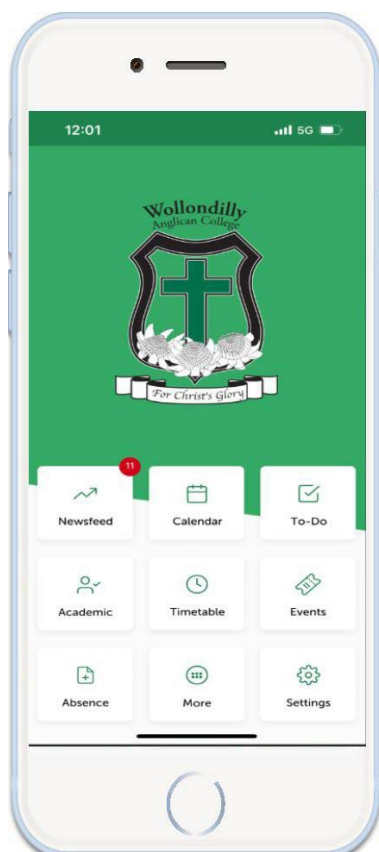 12:01 5G
Wollondilly
Anglican College
For Christ's Glory
11
Newsfeed Calendar To-Do
Academic Timetable Events
Absence More Settings